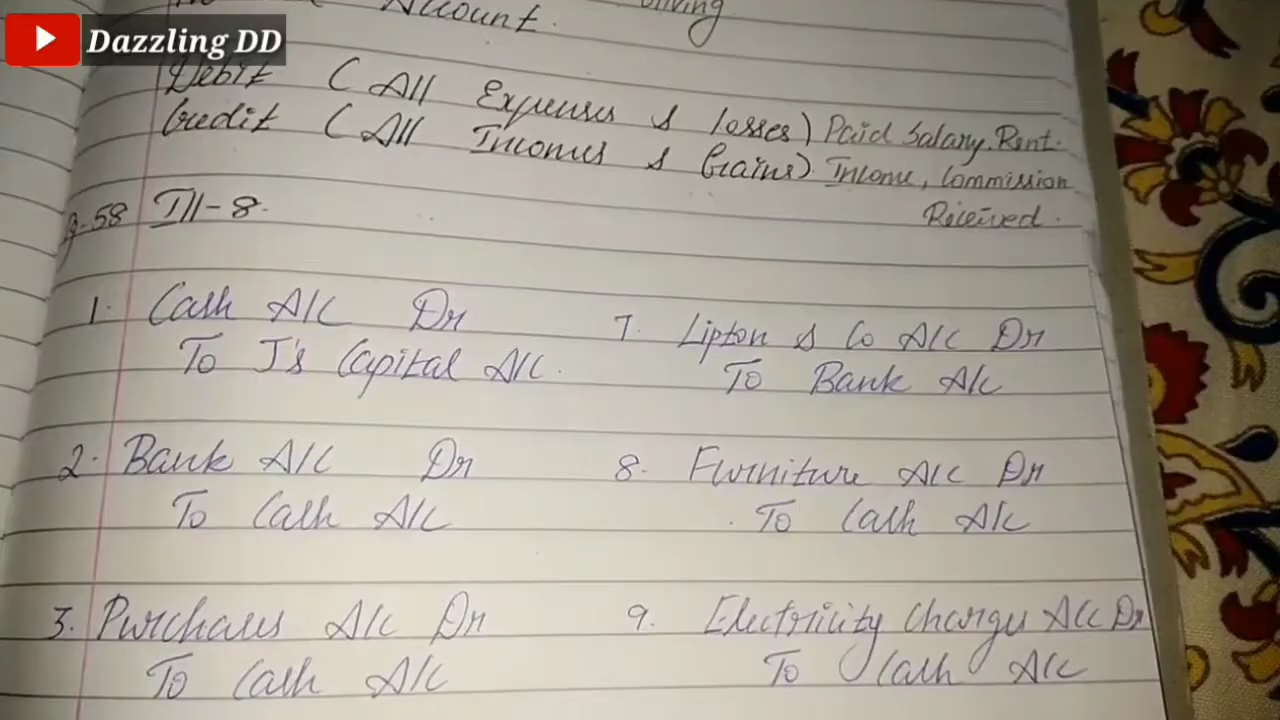 Dazzling DD
Account.
Debit (All Expenses & losses) Paid Salary. Rent.
Credit (All Incomes & Gains) Income, Commission
Received.
-58 Ill-8.
1. Cash A/C Dr
To J's Capital A/C.
2. Bank A/C Dr
To Cash A/C
3. Purchases A/C Dr
To Cash A/C
7. Lipton & Co A/C Dr
To Bank A/C
8. Furniture A/C Dr
To Cash A/C
9. Electricity Charges A/C Dr
To Cash A/C